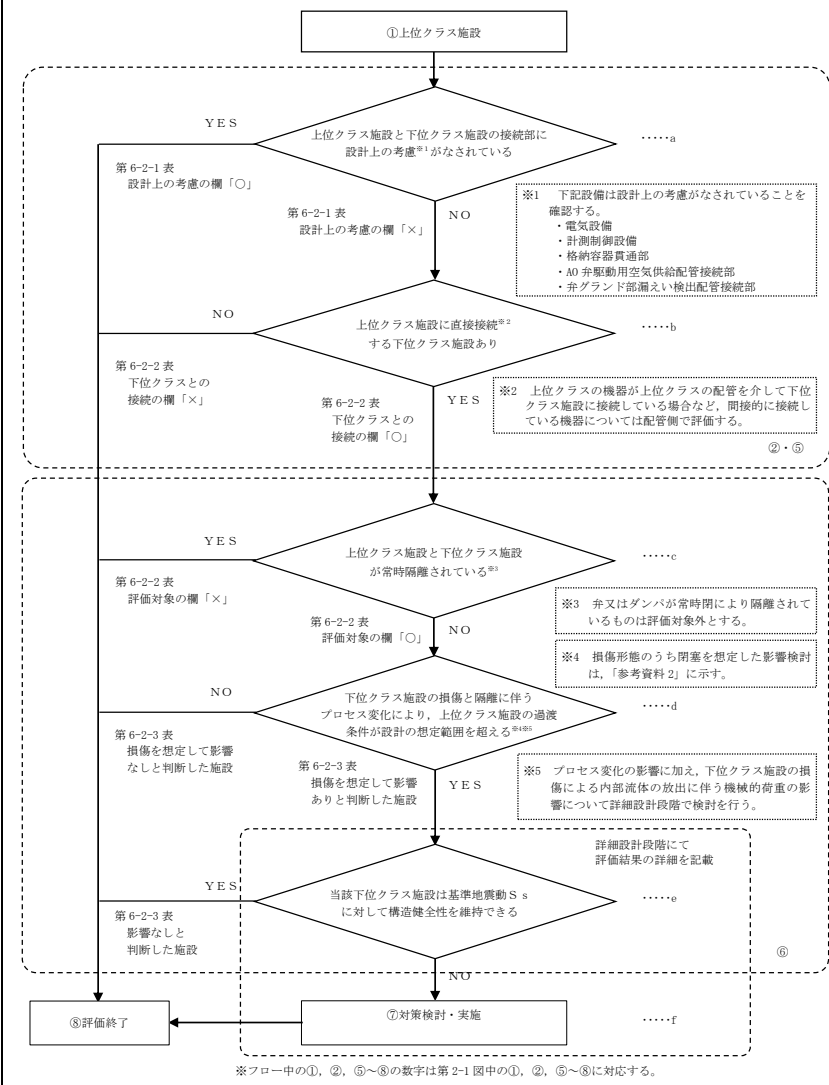 ①上位クラス施設
YES
上位クラス施設と下位クラス施設の接続部に
設計上の考慮※1がなされている
‥‥‥a
第 6-2-1 表
設計上の考慮の欄「○」
第 6-2-1 表
設計上の考慮の欄「×」
NO
※1 下記設備は設計上の考慮がなされていることを
確認する。
・電気設備
・計測制御設備
・格納容器貫通部
・AO 弁駆動用空気供給配管接続部
・弁グランド部漏えい検出配管接続部
NO
上位クラス施設に直接接続※2
する下位クラス施設あり
‥‥‥b
第 6-2-2 表
下位クラスとの
接続の欄「×」
第 6-2-2 表
下位クラスとの
接続の欄「○」
YES
※2 上位クラスの機器が上位クラスの配管を介して下位
クラス施設に接続している場合など，間接的に接続し
ている機器については配管側で評価する。
②・⑤
YES
上位クラス施設と下位クラス施設
が常時隔離されている※3
‥‥‥c
第 6-2-2 表
評価対象の欄「×」
第 6-2-2 表
評価対象の欄「○」
NO
※3 弁又はダンパが常時閉により隔離されて
いるものは評価対象外とする。
※4 損傷形態のうち閉塞を想定した影響検討
は，「参考資料 2」に示す。
NO
下位クラス施設の損傷と隔離に伴う
プロセス変化により，上位クラス施設の過渡
条件が設計の想定範囲を超える※4※5
‥‥‥d
第 6-2-3 表
損傷を想定して影響
なしと判断した施設
第 6-2-3 表
損傷を想定して影響
ありと判断した施設
YES
※5 プロセス変化の影響に加え，下位クラス施設の損
傷による内部流体の放出に伴う機械的荷重の影
響について詳細設計段階で検討を行う。
詳細設計段階にて
評価結果の詳細を記載
YES
当該下位クラス施設は基準地震動Ｓｓ
に対して構造健全性を維持できる
‥‥‥e
第 6-2-3 表
影響なしと
判断した施設
⑥
NO
⑧評価終了
⑦対策検討・実施
‥‥‥f
※フロー中の①，②，⑤～⑧の数字は第 2-1 図中の①，②，⑤～⑧に対応する。